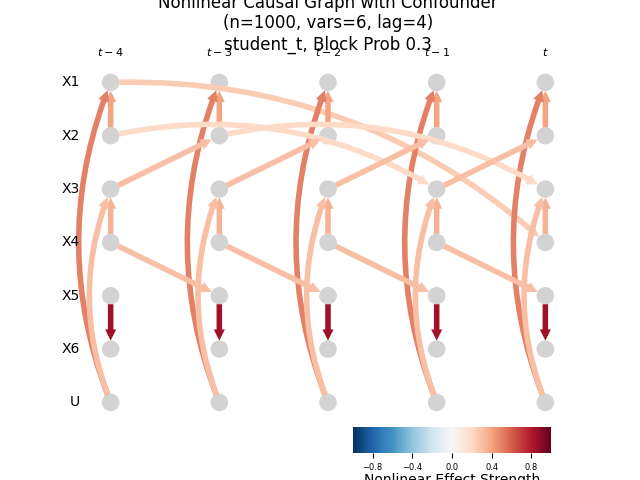 Nonlinear Causal Graph with Confounder
(n=1000, vars=6, lag=4)
student_t, Block Prob 0.3
t − 4 t − 3 t − 2 t − 1 t
X1
X2
X3
X4
X5
X6
U
−0.8 −0.4 0.0 0.4 0.8
Nonlinear Effect Strength